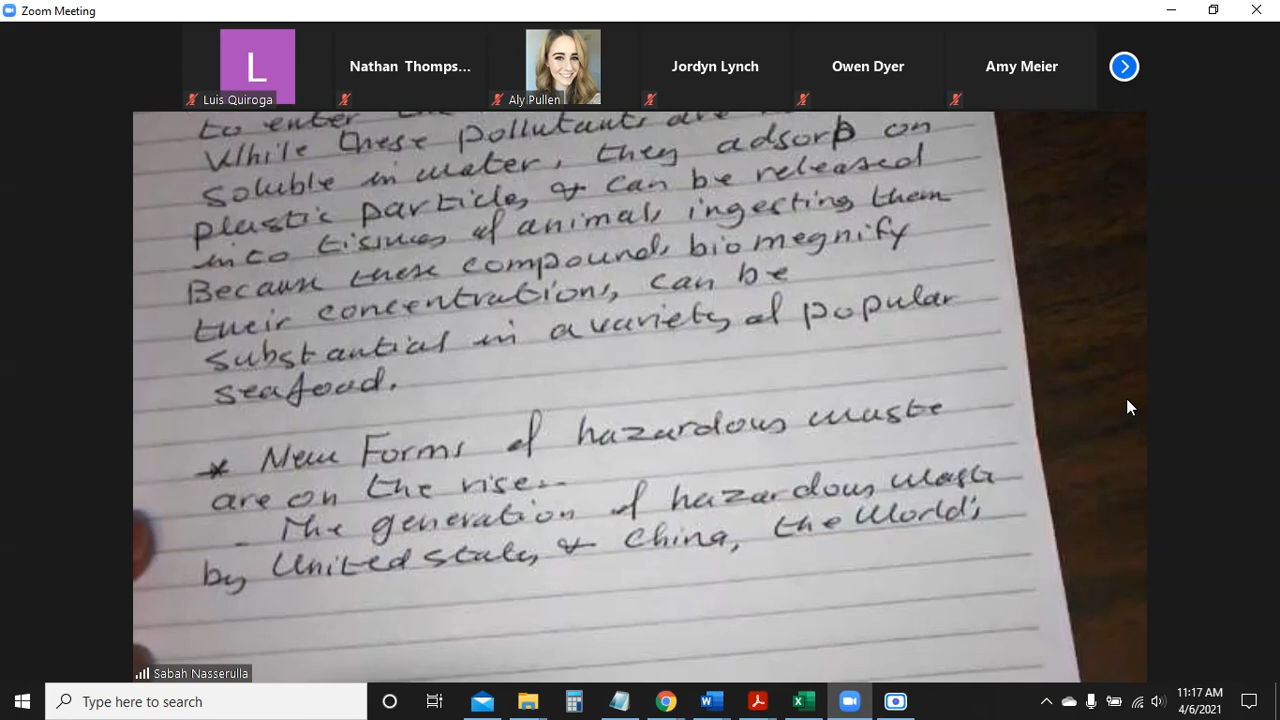 Zoom Meeting
L
Luis Quiroga
Nathan Thomps...
Aly Pullen
Jordyn Lynch
Owen Dyer
Amy Meier
to enter the
While these pollutants are
soluble in water, they adsorb on
plastic particles & can be released
into tissues of animals ingesting them
Because these compounds biomegnify
their concentrations, can be
substantial in a variety of popular
seafood.
* New Forms of hazardous waste
are on the rise..
- The generation of hazardous waste
by United States & China, the World's
Sabah Nasserulla
Type here to search
11:17 AM
4/6/2021